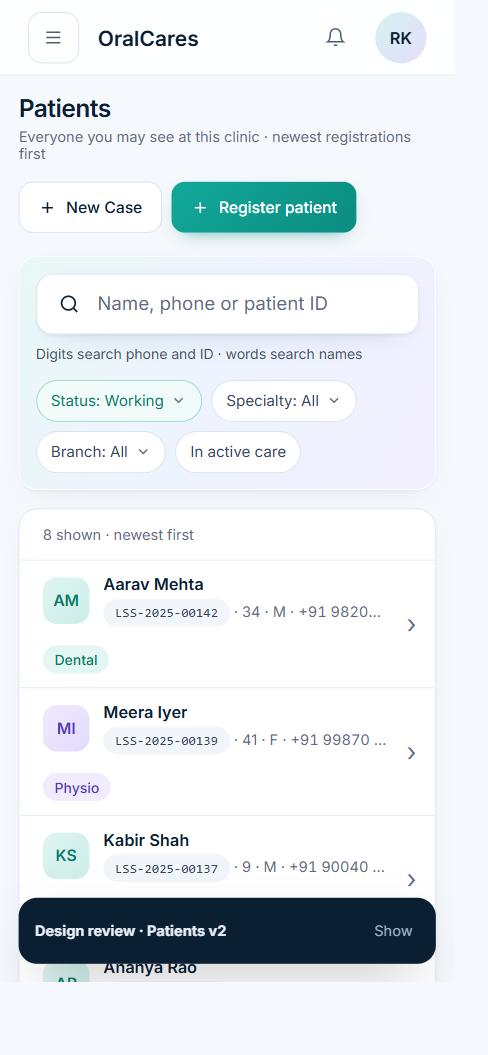 OralCares
RK
Patients
Everyone you may see at this clinic · newest registrations
first
+ New Case
+ Register patient
Name, phone or patient ID
Digits search phone and ID · words search names
Status: Working
Specialty: All
Branch: All
In active care
8 shown · newest first
AM
Aarav Mehta
LSS-2025-00142 · 34 · M · +91 9820...
Dental
MI
Meera Iyer
LSS-2025-00139 · 41 · F · +91 99870 ...
Physio
KS
Kabir Shah
LSS-2025-00137 · 9 · M · +91 90040 ...
Design review · Patients v2
Show
Ananya Rao